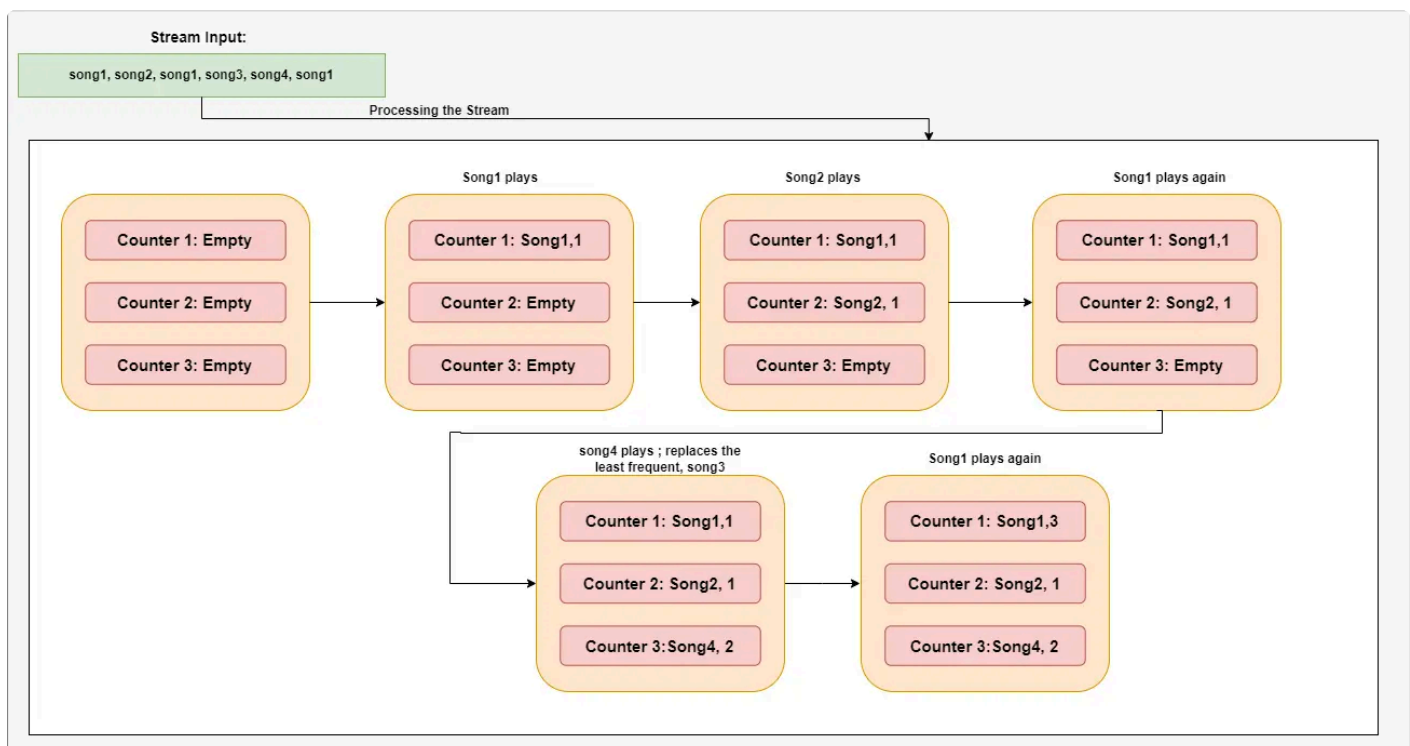 Stream Input:
song1, song2, song1, song3, song4, song1
Processing the Stream
Song1 plays
Counter 1: Empty
Counter 2: Empty
Counter 3: Empty
Counter 1: Song1,1
Counter 2: Empty
Counter 3: Empty
Song2 plays
Counter 1: Song1,1
Counter 2: Song2, 1
Counter 3: Empty
Song1 plays again
Counter 1: Song1,1
Counter 2: Song2, 1
Counter 3: Empty
song4 plays ; replaces the
least frequent, song3
Counter 1: Song1,1
Counter 2: Song2, 1
Counter 3:Song4, 2
Song1 plays again
Counter 1: Song1,3
Counter 2: Song2, 1
Counter 3:Song4, 2